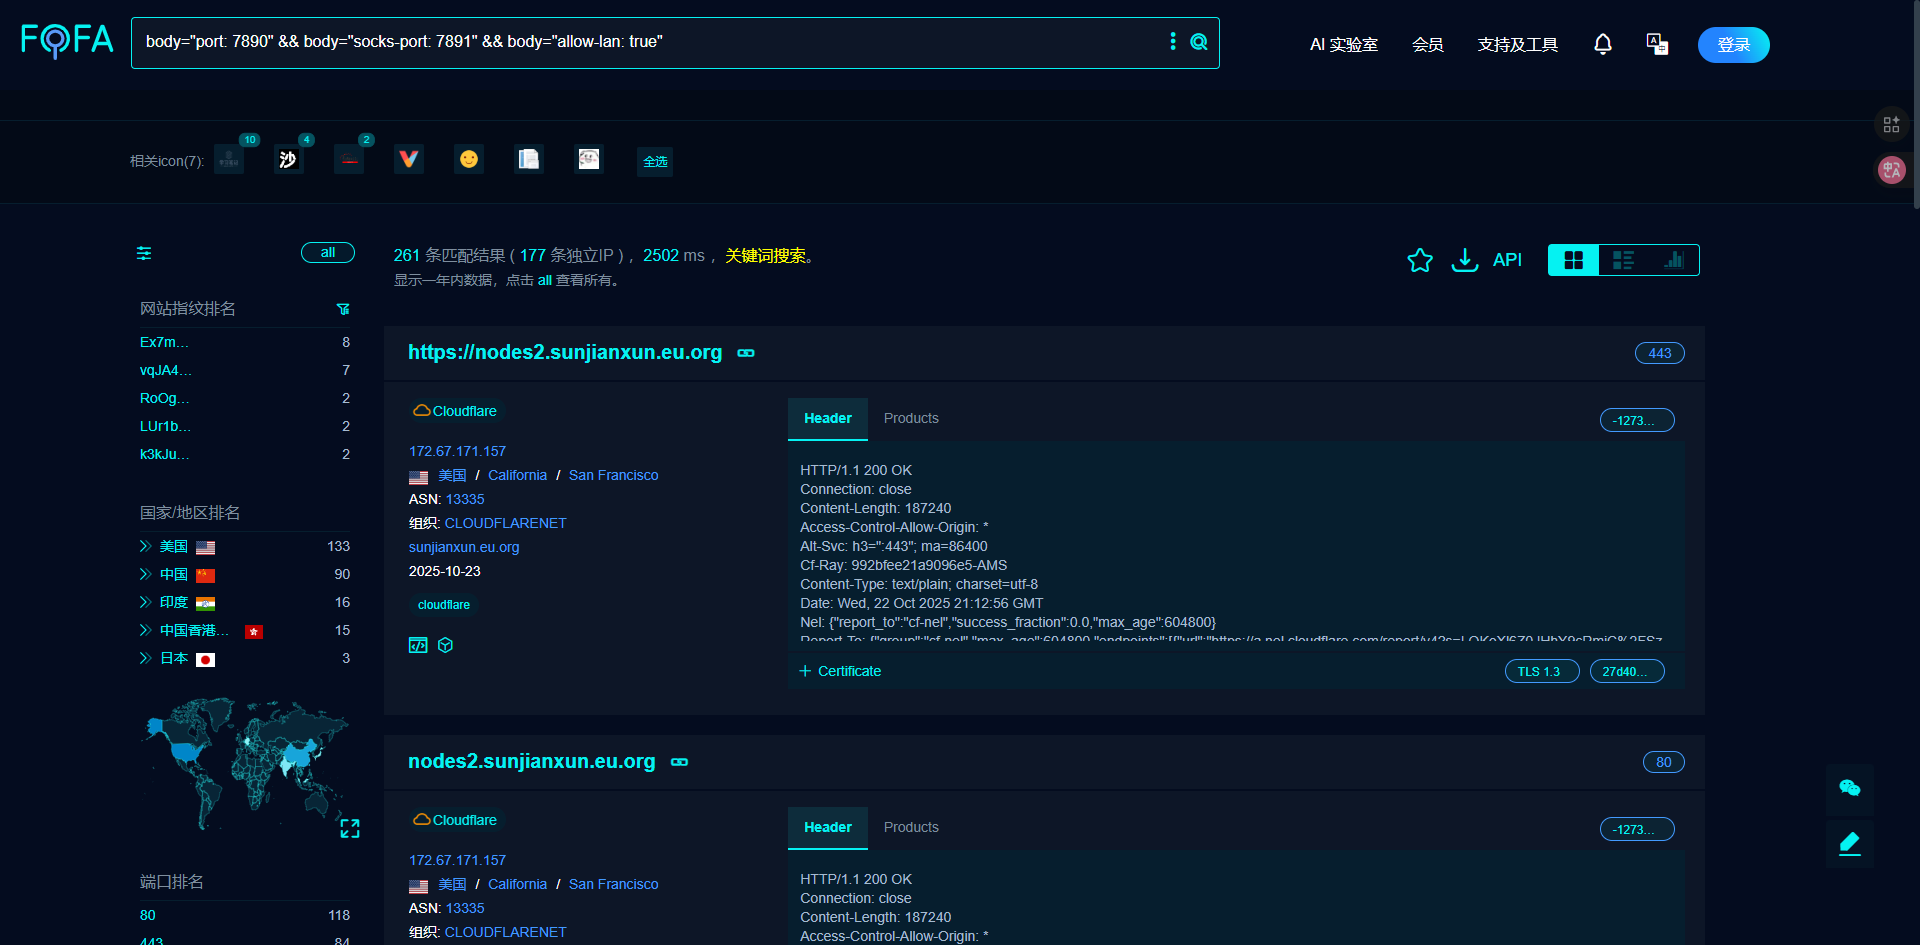 FOFA
body="port: 7890" && body="socks-port: 7891" && body="allow-lan: true"
AI 实验室
会员
支持及工具
登录
相关icon(7):
10
沙
4
2
全选
all
261 条匹配结果 ( 177 条独立IP ) ，2502 ms ，关键词搜索。
显示一年内数据，点击 all 查看所有。
API
网站指纹排名
Ex7m... 8
vqJA4... 7
RoOg... 2
LUr1b... 2
k3kJu... 2
国家/地区排名
美国 133
中国 90
印度 16
中国香港... 15
日本 3
端口排名
80 118
443 84
https://nodes2.sunjianxun.eu.org
443
Cloudflare
172.67.171.157
美国 / California / San Francisco
ASN: 13335
组织: CLOUDFLARENET
sunjianxun.eu.org
2025-10-23
cloudflare
Header
Products
-1273...
HTTP/1.1 200 OK
Connection: close
Content-Length: 187240
Access-Control-Allow-Origin: *
Alt-Svc: h3=":443"; ma=86400
Cf-Ray: 992bfee21a9096e5-AMS
Content-Type: text/plain; charset=utf-8
Date: Wed, 22 Oct 2025 21:12:56 GMT
Nel: {"report_to":"cf-nel","success_fraction":0.0,"max_age":604800}
+ Certificate
TLS 1.3
27d40...
nodes2.sunjianxun.eu.org
80
Cloudflare
172.67.171.157
美国 / California / San Francisco
ASN: 13335
组织: CLOUDFLARENET
Header
Products
-1273...
HTTP/1.1 200 OK
Connection: close
Content-Length: 187240
Access-Control-Allow-Origin: *